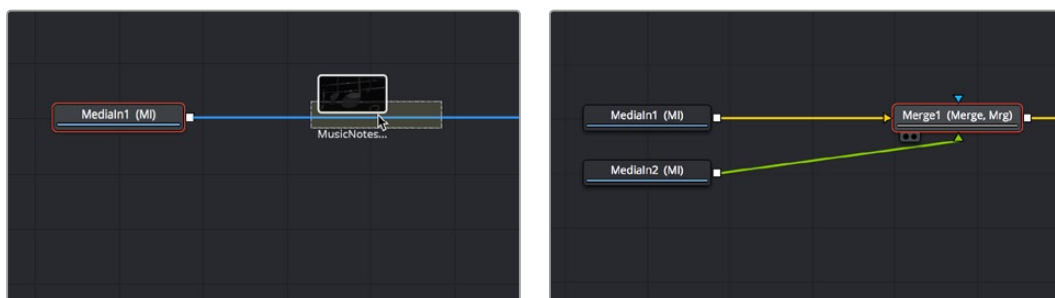 MediaIn1 (MI)
MusicNotes...
MediaIn1 (MI)
Merge1 (Merge, Mrg)
MediaIn2 (MI)